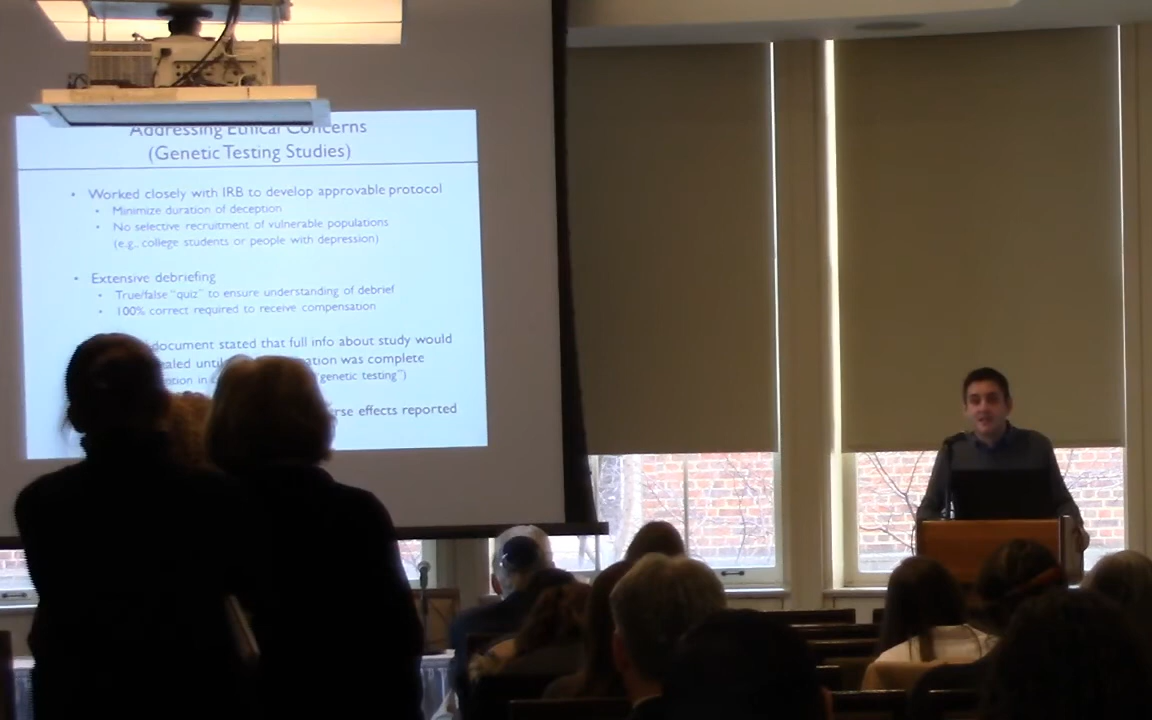 Addressing Ethical Concerns
(Genetic Testing Studies)
• Worked closely with IRB to develop approvable protocol
• Minimize duration of deception
• No selective recruitment of vulnerable populations
(e.g., college students or people with depression)
• Extensive debriefing
• True/false "quiz" to ensure understanding of debrief
• 100% correct required to receive compensation
document stated that full info about study would
until was complete
in "genetic testing")
effects reported